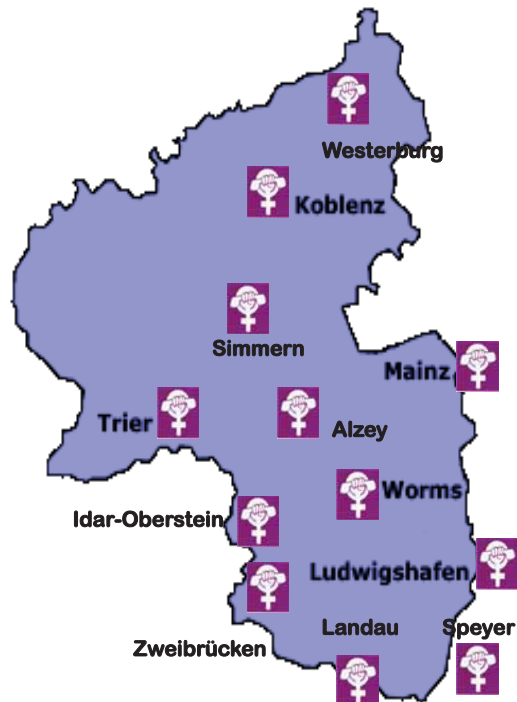 Westerburg
Koblenz
Simmern
Mainz
Trier
Alzey
Worms
Idar-Oberstein
Ludwigshafen
Landau
Speyer
Zweibrücken